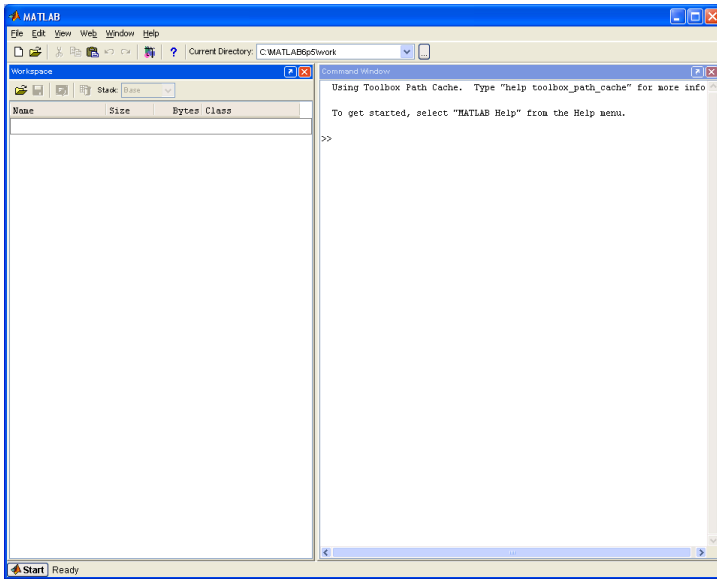 MATLAB
File Edit View Web Window Help
? Current Directory: C:\MATLAB6p5\work ...
Workspace
Stack: Base
Name Size Bytes Class
Command Window
Using Toolbox Path Cache. Type "help toolbox_path_cache" for more info
To get started, select "MATLAB Help" from the Help menu.
>>
Start Ready